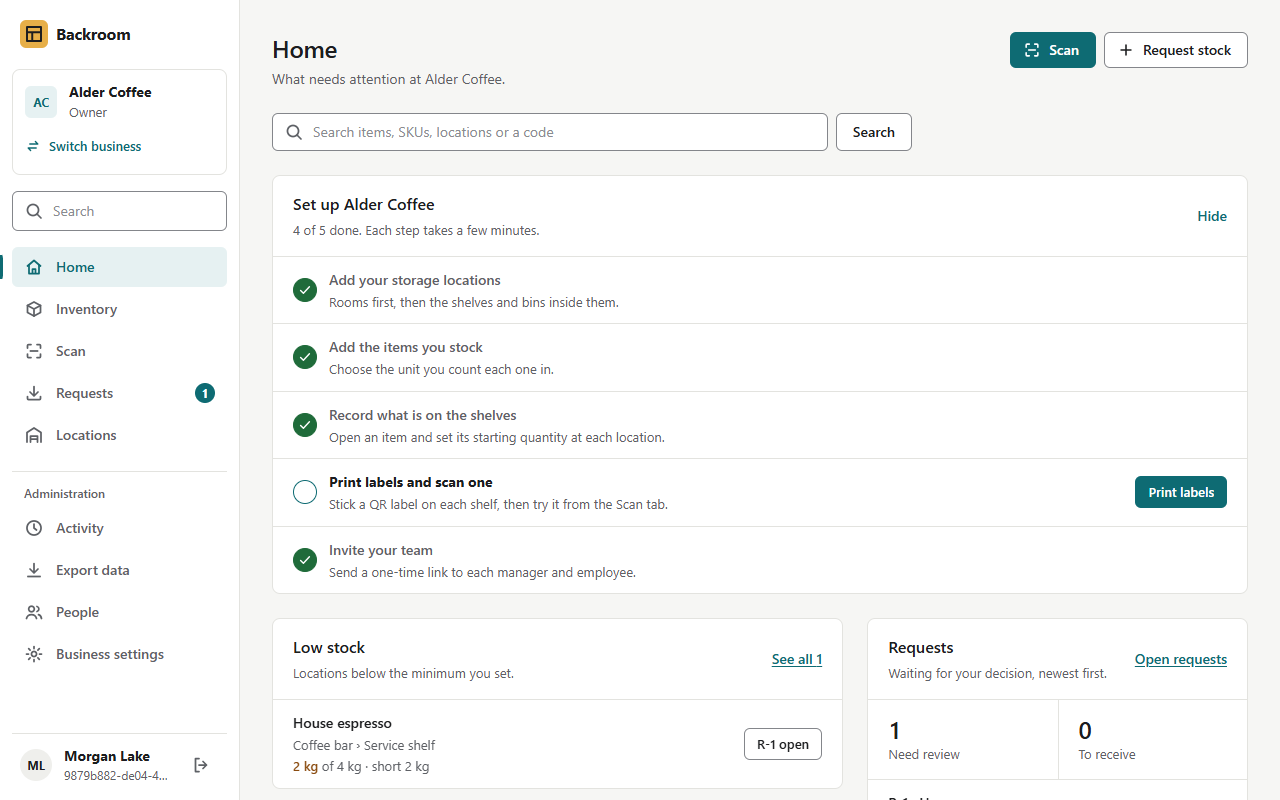 Backroom
AC
Alder Coffee
Owner
Switch business
Search
Home
Inventory
Scan
Requests
1
Locations
Administration
Activity
Export data
People
Business settings
ML
Morgan Lake
9879b882-de04-4...
Home
What needs attention at Alder Coffee.
Scan
Request stock
Search items, SKUs, locations or a code
Search
Set up Alder Coffee
4 of 5 done. Each step takes a few minutes.
Hide
Add your storage locations
Rooms first, then the shelves and bins inside them.
Add the items you stock
Choose the unit you count each one in.
Record what is on the shelves
Open an item and set its starting quantity at each location.
Print labels and scan one
Stick a QR label on each shelf, then try it from the Scan tab.
Print labels
Invite your team
Send a one-time link to each manager and employee.
Low stock
Locations below the minimum you set.
See all 1
House espresso
Coffee bar › Service shelf
2 kg of 4 kg · short 2 kg
R-1 open
Requests
Waiting for your decision, newest first.
Open requests
1
Need review
0
To receive